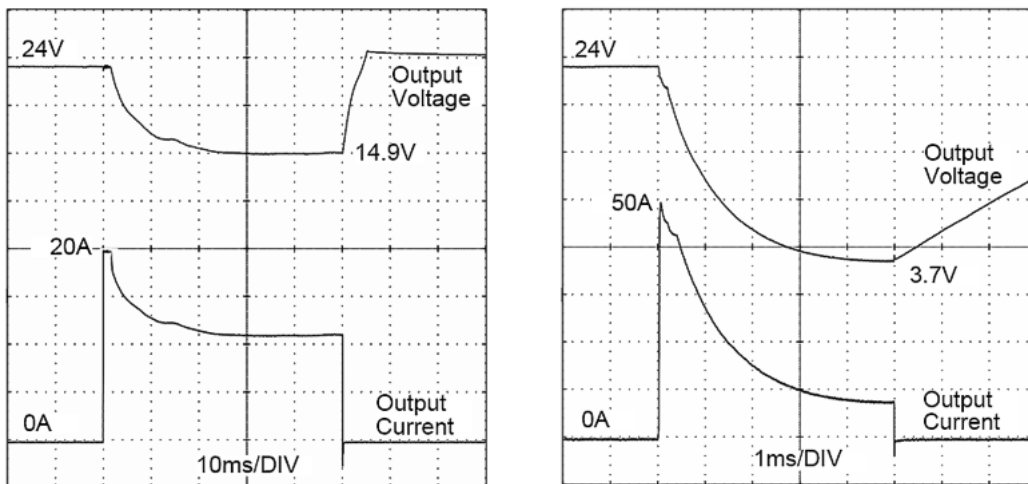 24V
Output
Voltage
14.9V
20A
0A
Output
Current
10ms/DIV
24V
Output
Voltage
50A
3.7V
0A
Output
Current
1ms/DIV